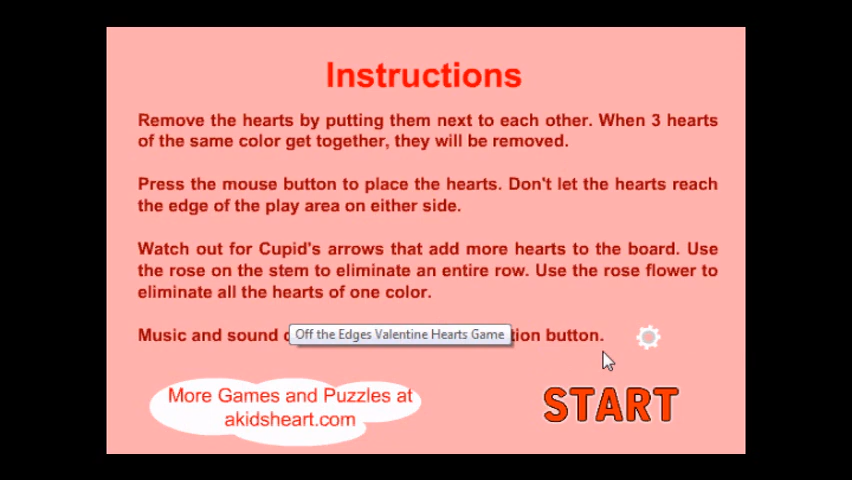 Instructions
Remove the hearts by putting them next to each other. When 3 hearts
of the same color get together, they will be removed.
Press the mouse button to place the hearts. Don't let the hearts reach
the edge of the play area on either side.
Watch out for Cupid's arrows that add more hearts to the board. Use
the rose on the stem to eliminate an entire row. Use the rose flower to
eliminate all the hearts of one color.
Music and sound Off the Edges Valentine Hearts Game button.
More Games and Puzzles at
akidsheart.com
START